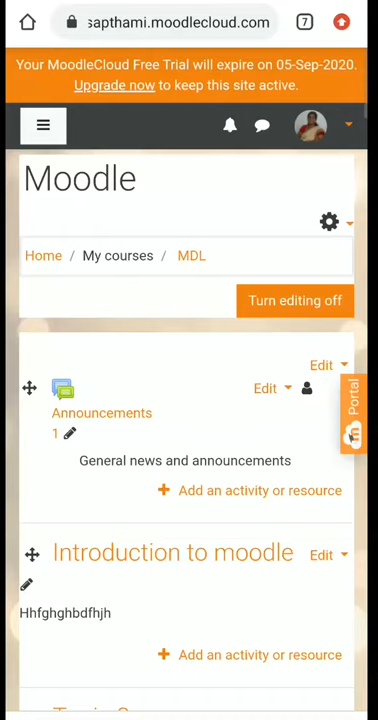 sapthami.moodlecloud.com
7
Your MoodleCloud Free Trial will expire on 05-Sep-2020.
Upgrade now to keep this site active.
Moodle
Home / My courses / MDL
Turn editing off
Edit
Edit
Portal
Announcements
1
General news and announcements
+ Add an activity or resource
Introduction to moodle
Edit
Hhfghghbdfhjh
+ Add an activity or resource